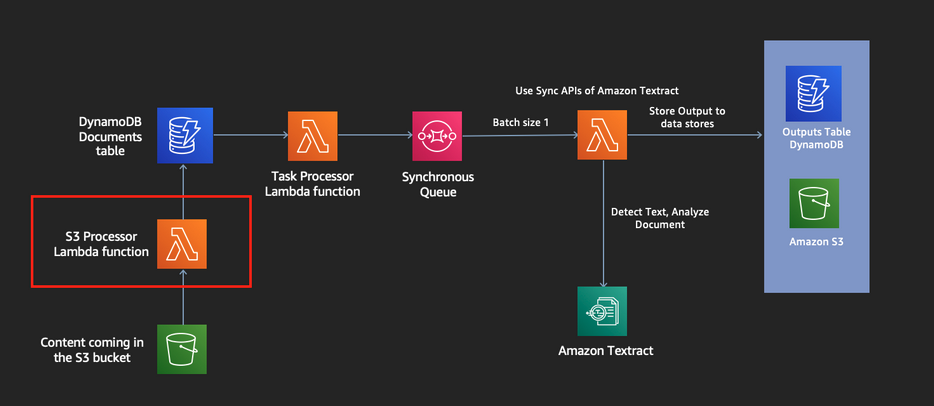 Use Sync APIs of Amazon Textract
DynamoDB
Documents
table
Batch size 1
Store Output to
data stores
Outputs Table
DynamoDB
Task Processor
Lambda function
Synchronous
Queue
S3 Processor
Lambda function
Detect Text, Analyze
Document
Amazon S3
Content coming in
the S3 bucket
Amazon Textract